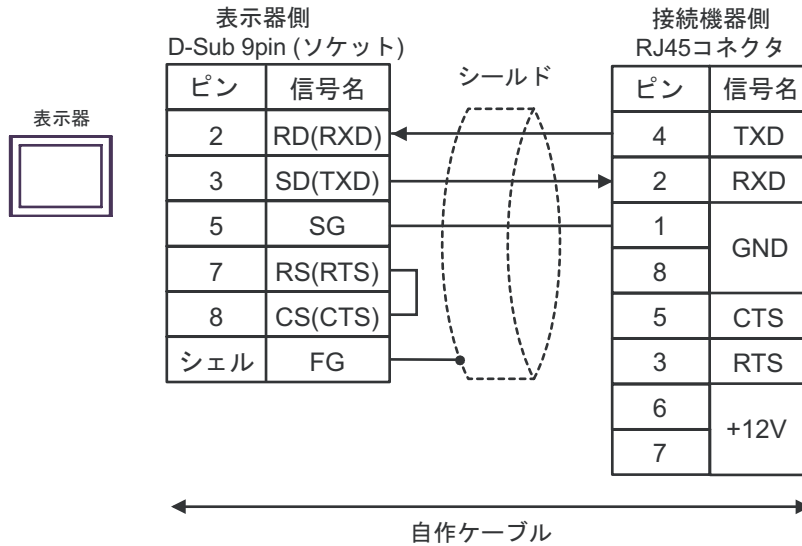 表示器側
D-Sub 9pin (ソケット)
接続機器側
RJ45コネクタ
表示器
シールド
ピン 信号名
2 RD(RXD)
3 SD(TXD)
5 SG
7 RS(RTS)
8 CS(CTS)
シェル FG
ピン 信号名
4 TXD
2 RXD
1
GND
8
5 CTS
3 RTS
6
+12V
7
自作ケーブル